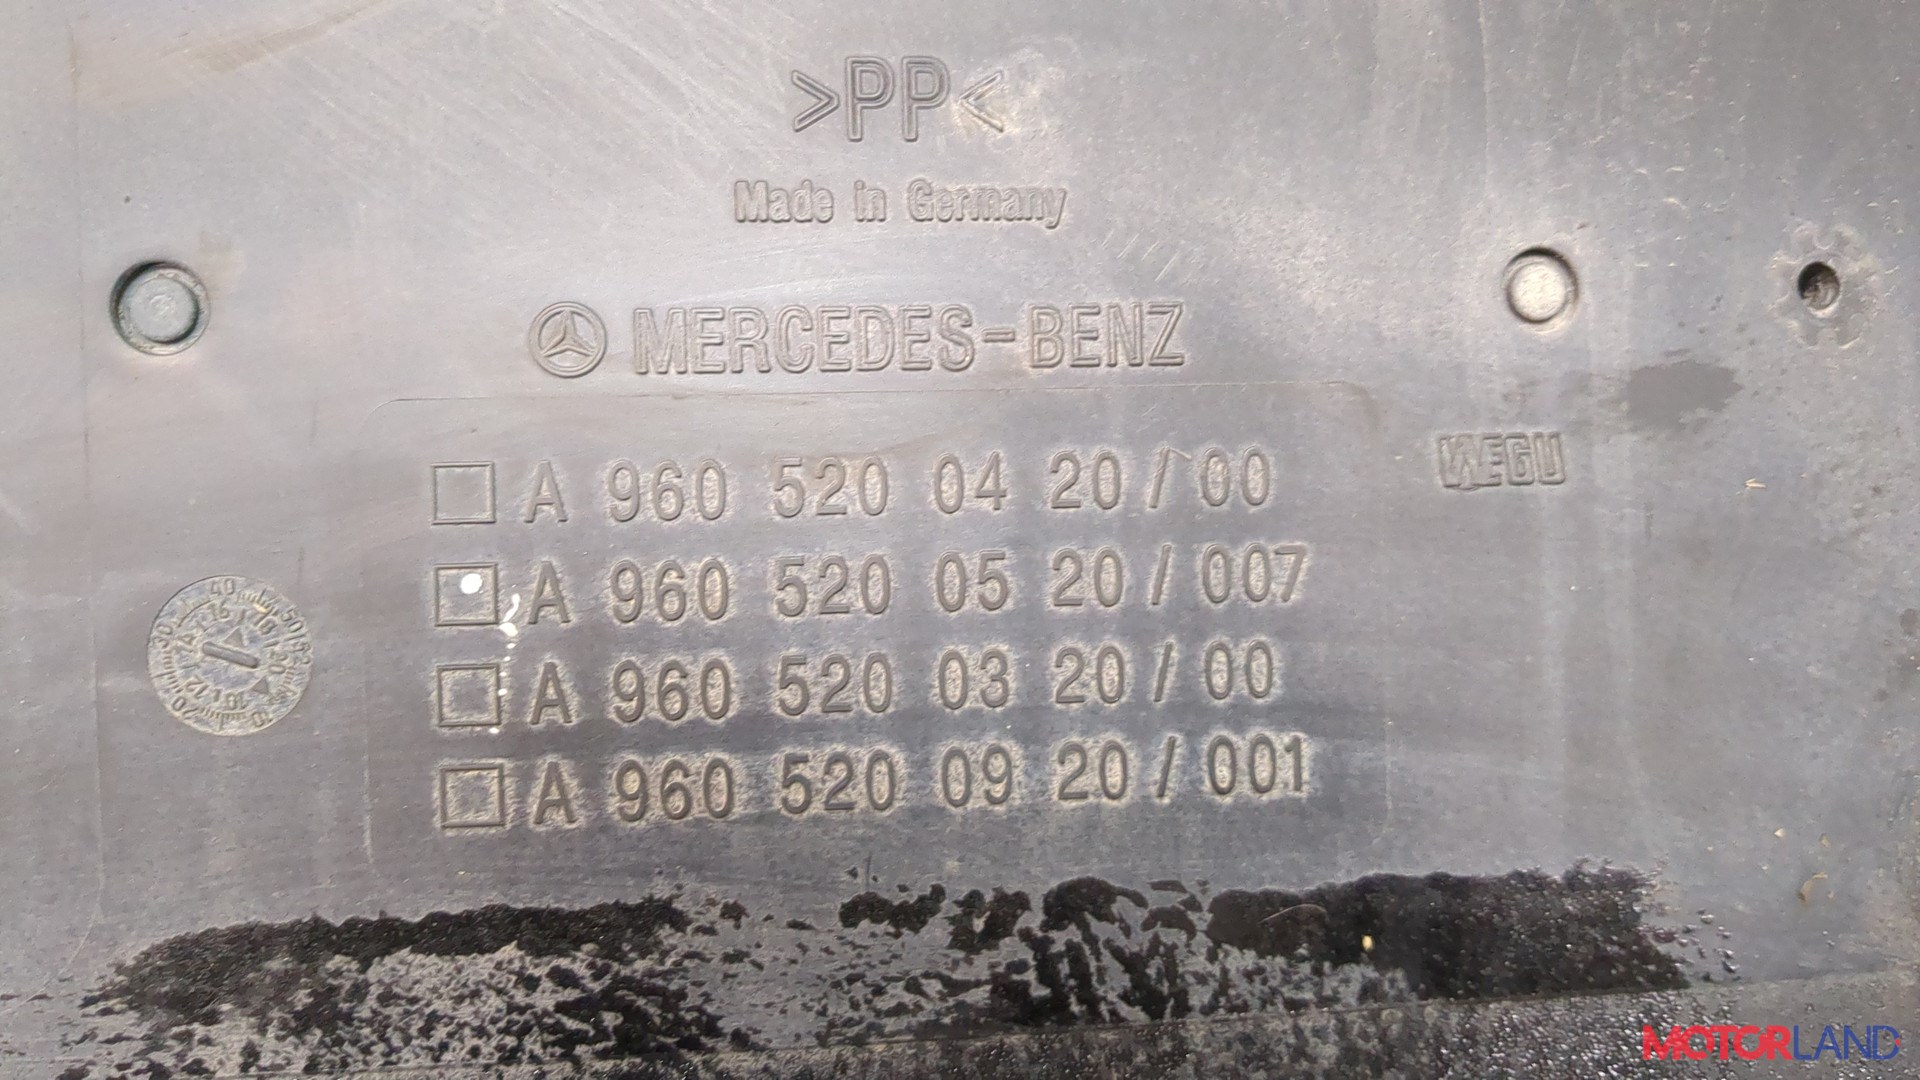 >PP<
Made in Germany
MERCEDES-BENZ
A 960 520 04 20 / 00
WEGU
A 960 520 05 20 / 007
A 960 520 03 20 / 00
A 960 520 09 20 / 001
MOTORLAND